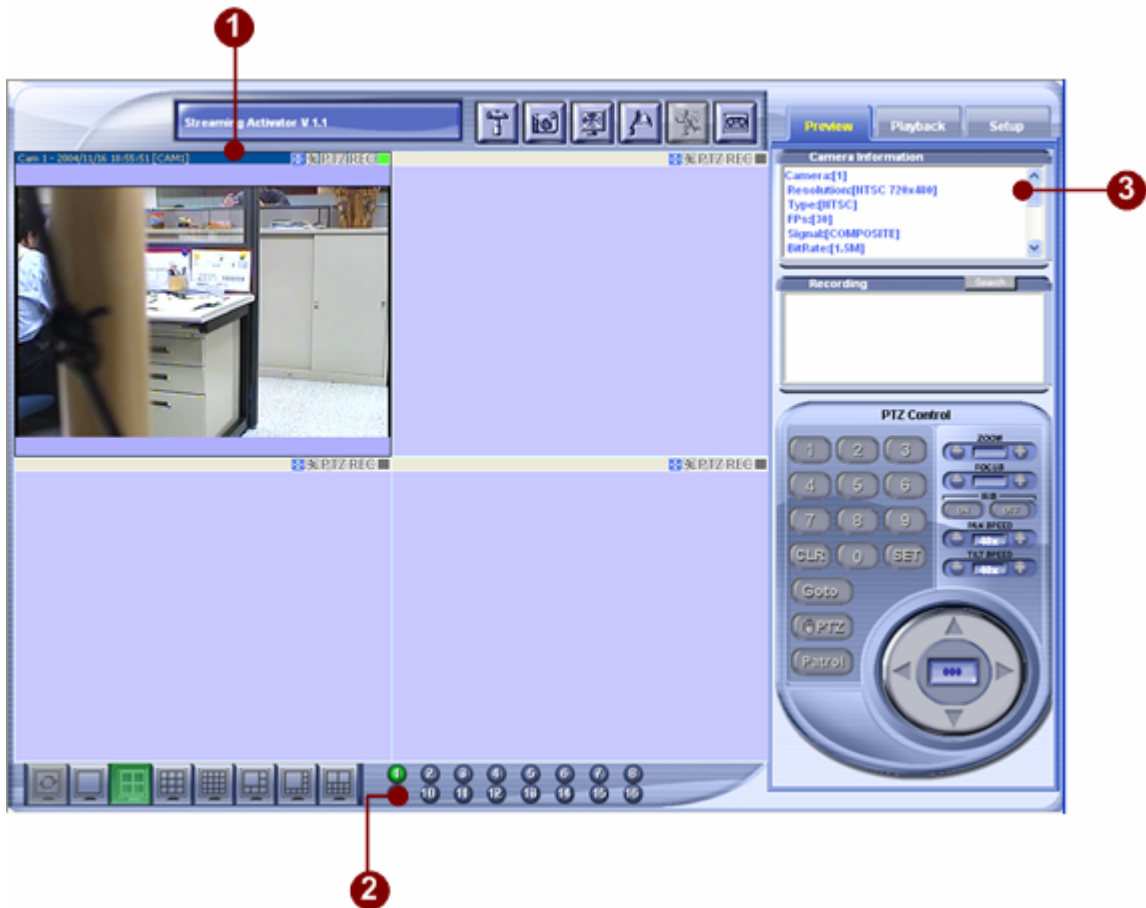 1
Streaming Activator V 1.1
Preview Playback Setup
Cam 1 - 2004/11/16 18:55:51 [CAM1] PTZ REC
PTZ REC
Camera Information
Camera:[1]
Resolution:[NTSC 720x480]
Type:[NTSC]
FPs:[30]
Signal:[COMPOSITE]
BitRate:[1.5M]
3
Recording Search
PTZ Control
1 2 3
4 5 6
7 8 9
CLR 0 SET
Goto
PTZ
Patrol
ZOOM
FOCUS
ON OFF
PAN SPEED
40x
TILT SPEED
40x
000
PTZ REC
PTZ REC
1 2 3 4 5 6 7 8
10 11 12 13 14 15 16
2